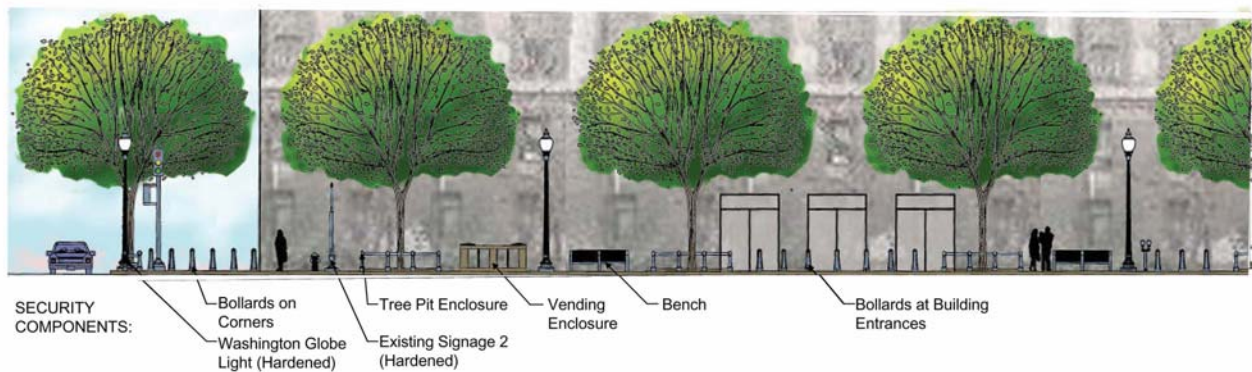 SECURITY
COMPONENTS:
Bollards on
Corners
Washington Globe
Light (Hardened)
Tree Pit Enclosure
Existing Signage 2
(Hardened)
Vending
Enclosure
Bench
Bollards at Building
Entrances